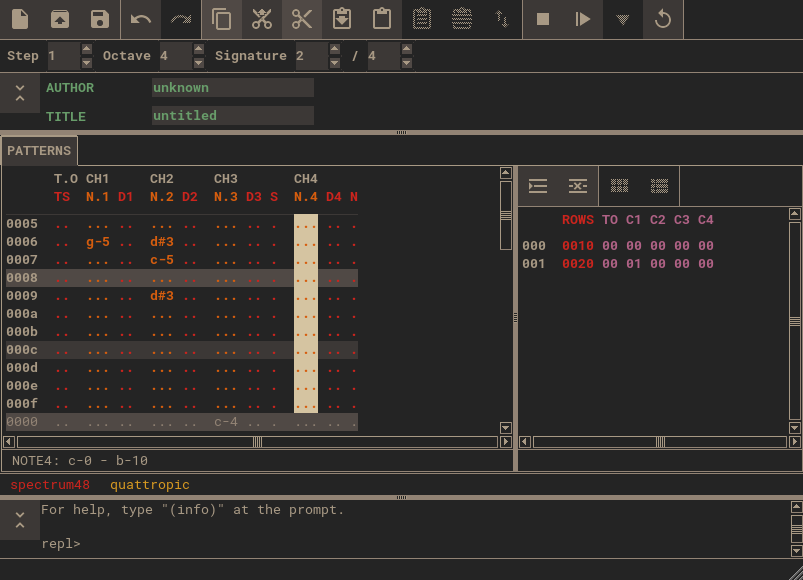 Step 1 Octave 4 Signature 2 / 4
AUTHOR unknown
TITLE untitled
PATTERNS
T.O CH1 CH2 CH3 CH4
TS N.1 D1 N.2 D2 N.3 D3 S N.4 D4 N
0005 .. ... .. ... .. ... .. . ... .. .
0006 .. g-5 .. d#3 .. ... .. . ... .. .
0007 .. ... .. c-5 .. ... .. . ... .. .
0008 .. ... .. ... .. ... .. . ... .. .
0009 .. ... .. d#3 .. ... .. . ... .. .
000a .. ... .. ... .. ... .. . ... .. .
000b .. ... .. ... .. ... .. . ... .. .
000c .. ... .. ... .. ... .. . ... .. .
000d .. ... .. ... .. ... .. . ... .. .
000e .. ... .. ... .. ... .. . ... .. .
000f .. ... .. ... .. ... .. . ... .. .
0000 .. ... .. ... .. c-4 .. . ... .. .
NOTE4: c-0 - b-10
ROWS TO C1 C2 C3 C4
000 0010 00 00 00 00 00
001 0020 00 01 00 00 00
spectrum48 quattropic
For help, type "(info)" at the prompt.
repl>